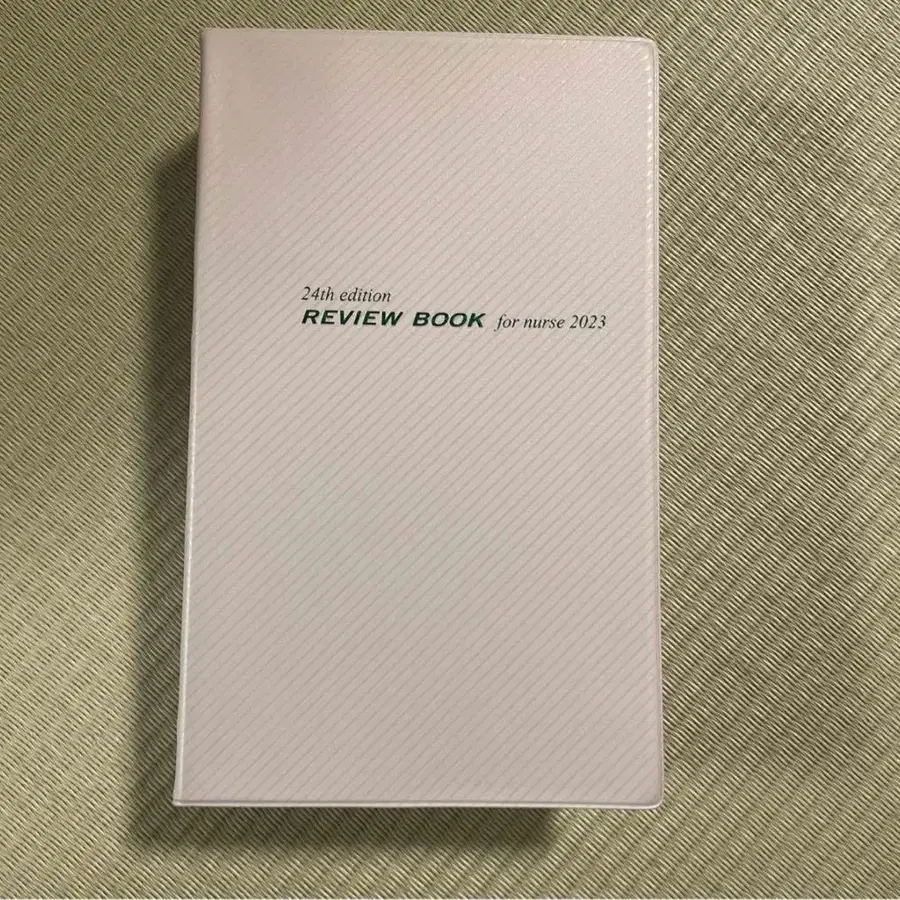 24th edition
REVIEW BOOK for nurse 2023